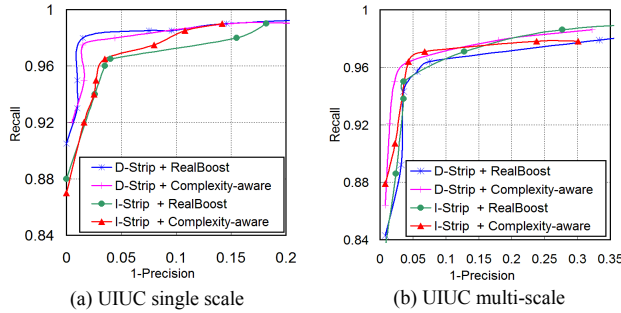 1
0.96
0.92
0.88
0.84
Recall
D-Strip + RealBoost
D-Strip + Complexity-aware
I-Strip + RealBoost
I-Strip + Complexity-aware
0 0.05 0.1 0.15 0.2
1-Precision
(a) UIUC single scale
1
0.96
0.92
0.88
0.84
Recall
D-Strip + RealBoost
D-Strip + Complexity-aware
I-Strip + RealBoost
I-Strip + Complexity-aware
0 0.05 0.1 0.15 0.2 0.25 0.3 0.35
1-Precision
(b) UIUC multi-scale